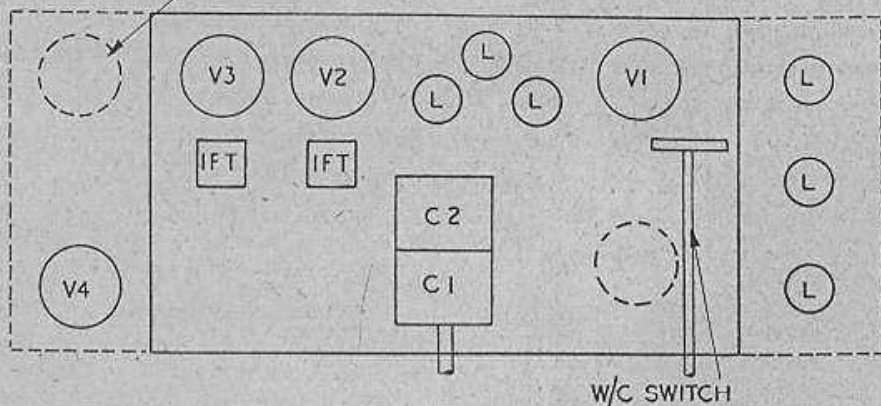 V3 V2 L L L V1 L
IFT IFT
C2 L
C1
V4 L
W/C SWITCH